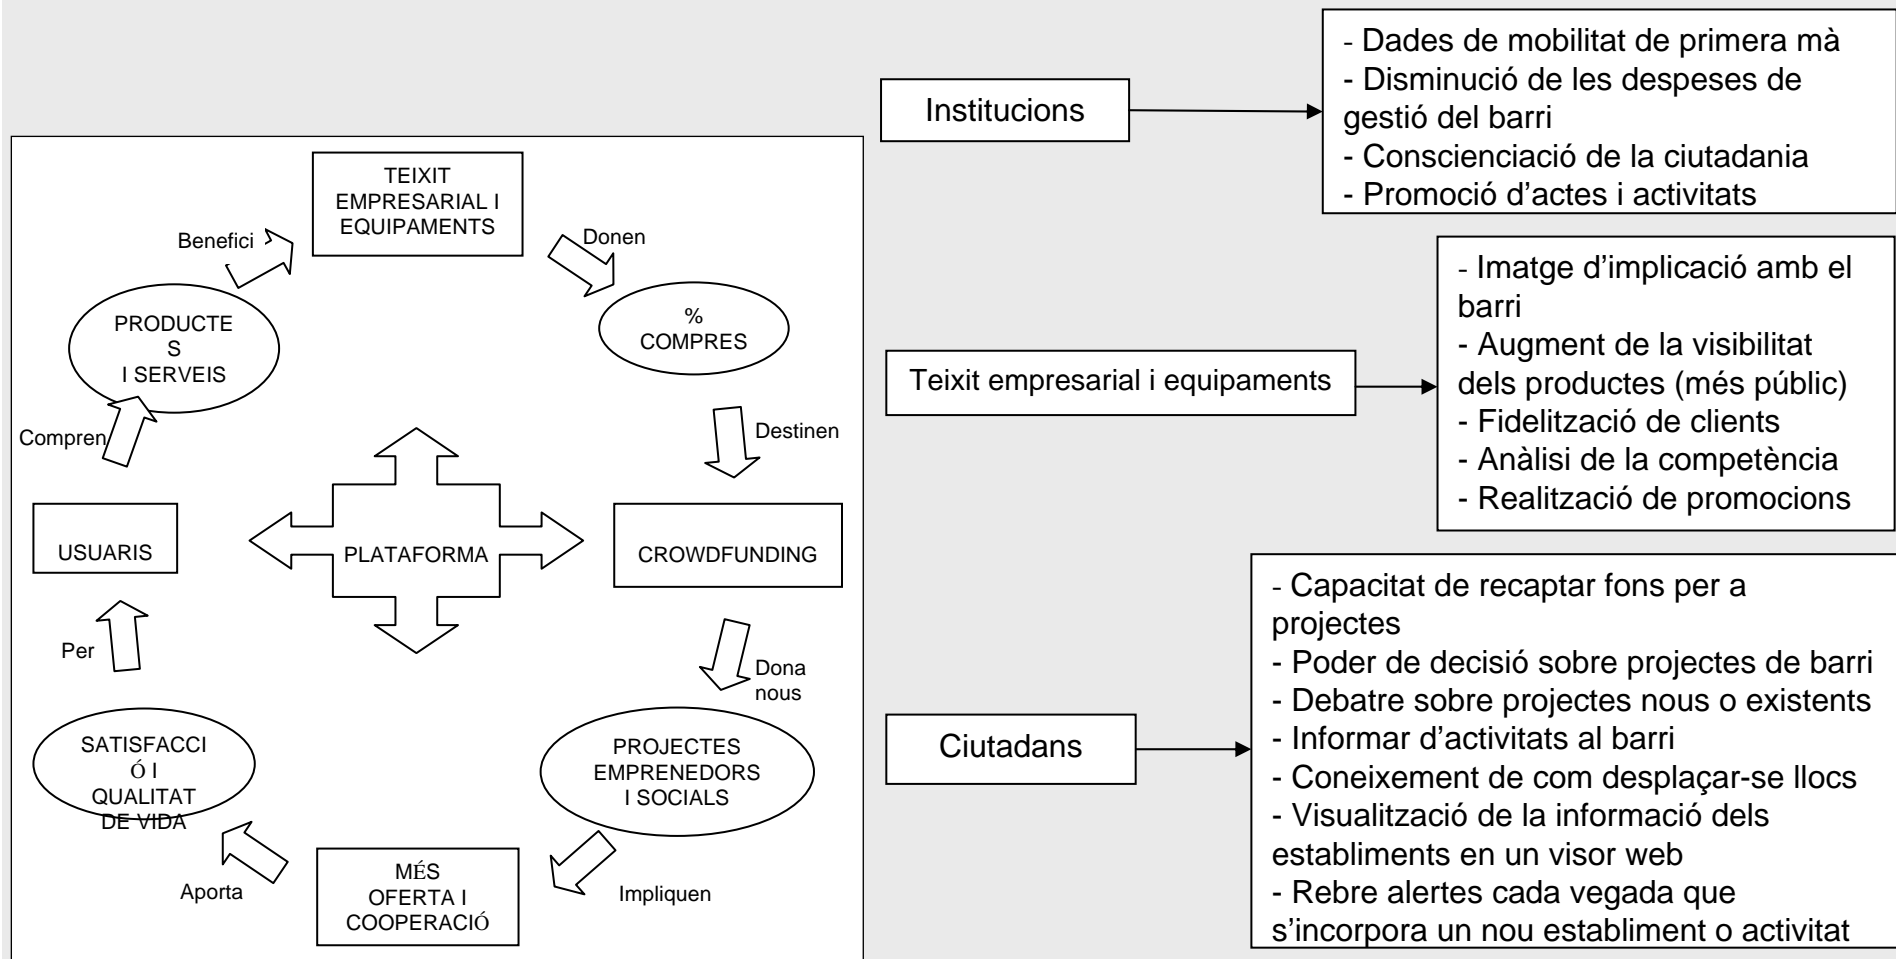 TEIXIT
EMPRESARIAL I
EQUIPAMENTS
Donen
%
COMPRES
Destinen
CROWDFUNDING
Dona
nous
PROJECTES
EMPRENEDORS
I SOCIALS
Impliquen
MÉS
OFERTA I
COOPERACIÓ
Aporta
SATISFACCI
Ó I
QUALITAT
DE VIDA
Per
USUARIS
Compren
PRODUCTE
S
I SERVEIS
Benefici
PLATAFORMA
Institucions
- Dades de mobilitat de primera mà
- Disminució de les despeses de
gestió del barri
- Conscienciació de la ciutadania
- Promoció d’actes i activitats
Teixit empresarial i equipaments
- Imatge d’implicació amb el
barri
- Augment de la visibilitat
dels productes (més públic)
- Fidelització de clients
- Anàlisi de la competència
- Realització de promocions
Ciutadans
- Capacitat de recaptar fons per a
projectes
- Poder de decisió sobre projectes de barri
- Debatre sobre projectes nous o existents
- Informar d’activitats al barri
- Coneixement de com desplaçar-se llocs
- Visualització de la informació dels
establiments en un visor web
- Rebre alertes cada vegada que
s’incorpora un nou establiment o activitat